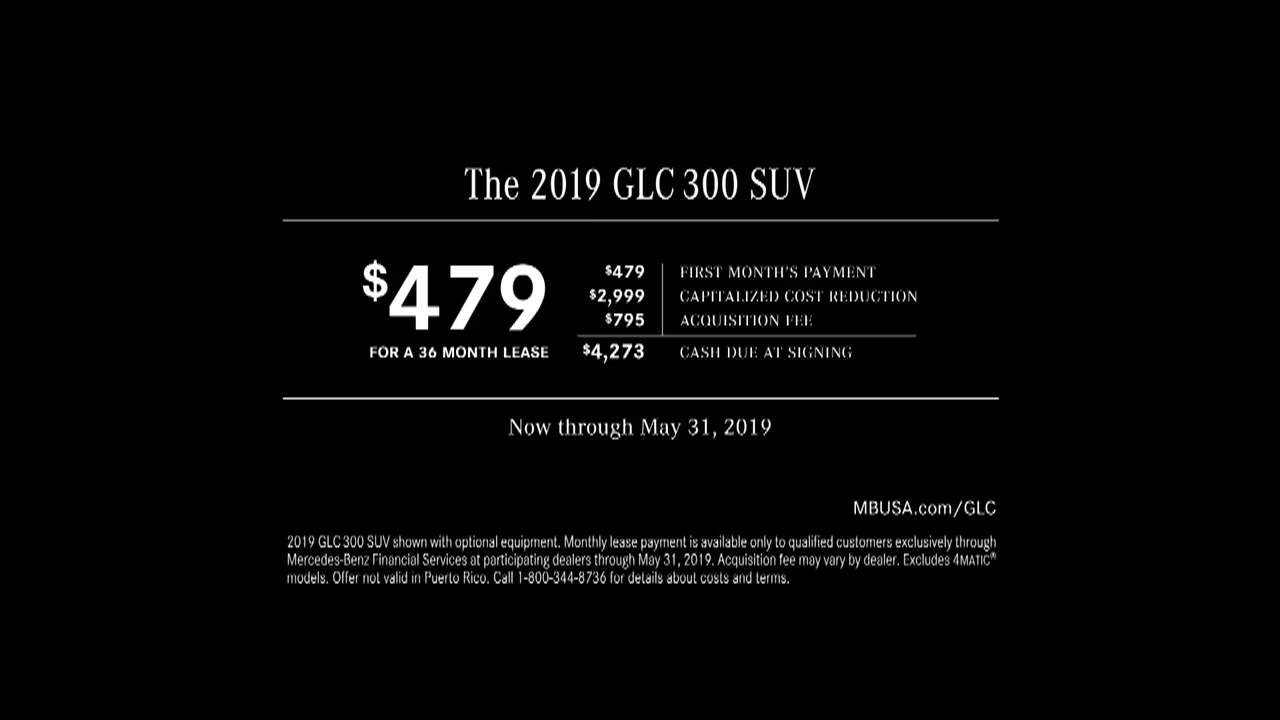 The 2019 GLC 300 SUV
$479
FOR A 36 MONTH LEASE
$479 FIRST MONTH'S PAYMENT
$2,999 CAPITALIZED COST REDUCTION
$795 ACQUISITION FEE
$4,273 CASH DUE AT SIGNING
Now through May 31, 2019
MBUSA.com/GLC
2019 GLC 300 SUV shown with optional equipment. Monthly lease payment is available only to qualified customers exclusively through
Mercedes-Benz Financial Services at participating dealers through May 31, 2019. Acquisition fee may vary by dealer. Excludes 4MATIC®
models. Offer not valid in Puerto Rico. Call 1-800-344-8736 for details about costs and terms.